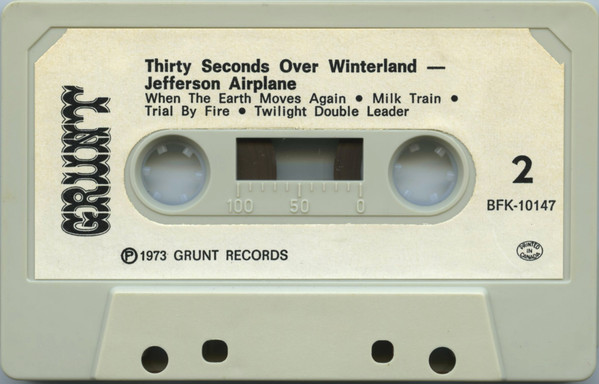 Thirty Seconds Over Winterland —
Jefferson Airplane
When The Earth Moves Again • Milk Train •
Trial By Fire • Twilight Double Leader
GRUNT
100 50 0
2
BFK-10147
℗ 1973 GRUNT RECORDS
PRINTED IN CANADA